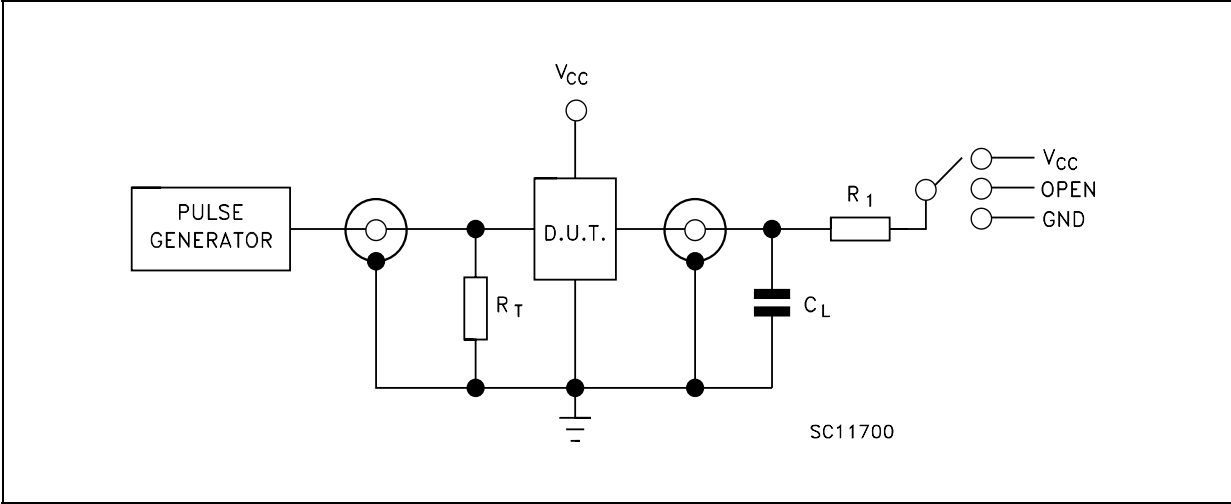 VCC
PULSE
GENERATOR
D.U.T.
RT
CL
R1
VCC
OPEN
GND
SC11700